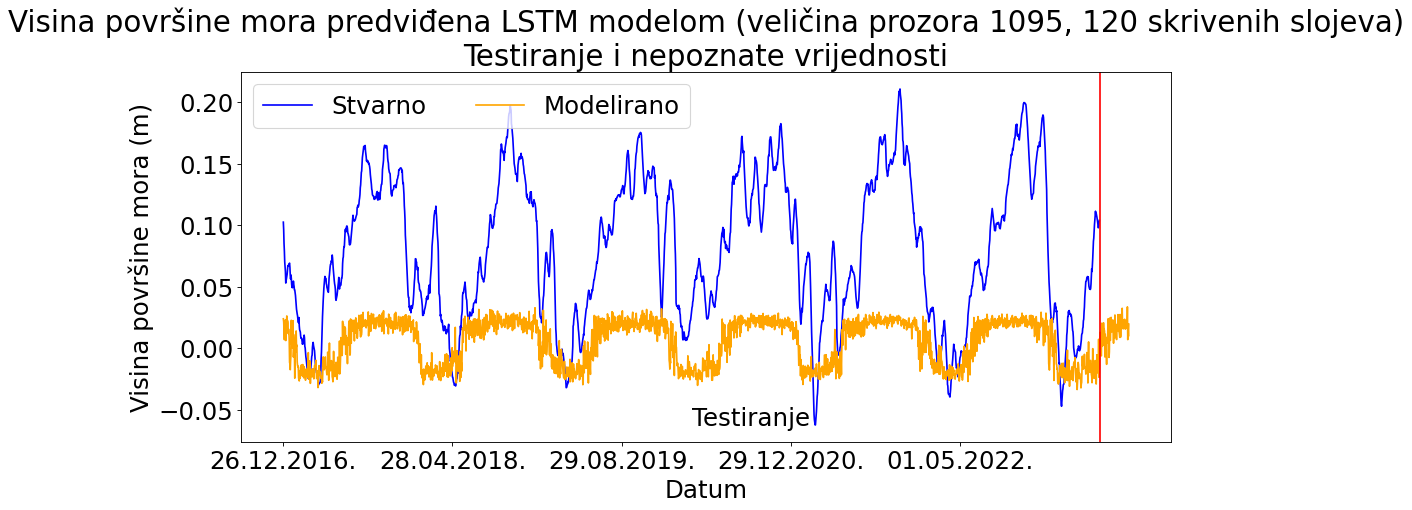 Visina površine mora predviđena LSTM modelom (veličina prozora 1095, 120 skrivenih slojeva)
Testiranje i nepoznate vrijednosti
Stvarno
Modelirano
Visina površine mora (m)
0.20
0.15
0.10
0.05
0.00
−0.05
Testiranje
26.12.2016.
28.04.2018.
29.08.2019.
29.12.2020.
01.05.2022.
Datum